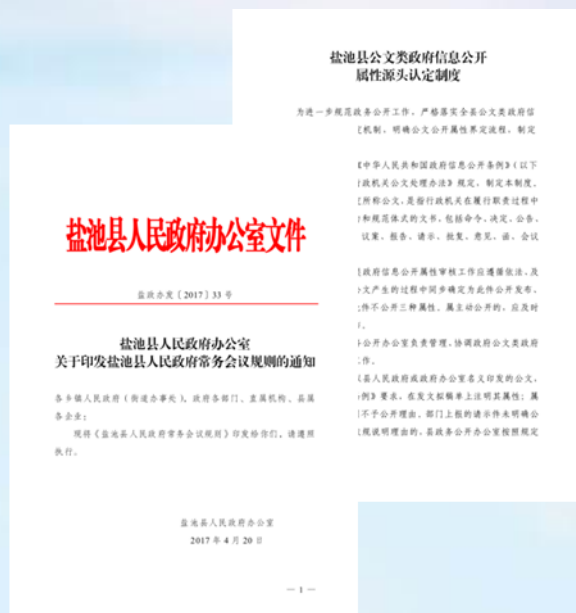 盐池县公文类政府信息公开
属性源头认定制度
为进一步规范政务公开工作、严格落实全县公文类政府信
机制、明确公文公开属性界定流程，制定
《中华人民共和国政府信息公开条例》（以下
政机关公文处理办法》规定，制定本制度。
所称公文，是指行政机关在履行职责过程中
和规范体式的文书，包括命令、决定、公告、
议案、报告、请示、批复、意见、函、会议
政府信息公开属性审核工作应遵循依法、及
文产生的过程中同步确定为此件公开发布、
件不公开三种属性。属主动公开的，应及时
公开办公室负责管理，协调政府公文类政府
工作。
县人民政府或政府办公室名义印发的公文，
例》要求，在发文拟稿单上注明其属性；属
不予公开理由。部门上报的请示件未明确公
规说明理由的，县政务公开办公室按照规定
盐池县人民政府办公室文件
盐政办发〔2017〕33 号
盐池县人民政府办公室
关于印发盐池县人民政府常务会议规则的通知
各乡镇人民政府（街道办事处），政府各部门、直属机构，县属
各企业：
现将《盐池县人民政府常务会议规则》印发给你们，请遵照
执行。
盐池县人民政府办公室
2017 年 4 月 20 日
— 1 —